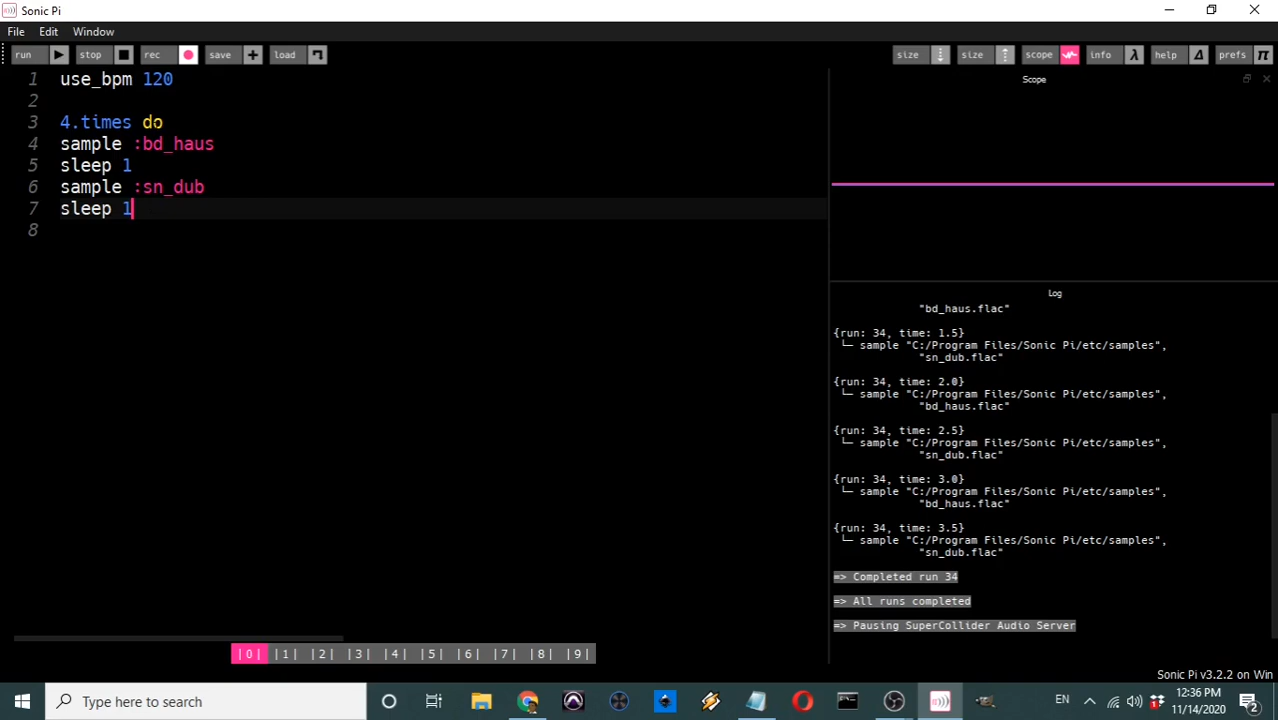 Sonic Pi
File Edit Window
run stop rec save load size size scope info help prefs
Scope
1 use_bpm 120
2
3 4.times do
4 sample :bd_haus
5 sleep 1
6 sample :sn_dub
7 sleep 1
8
Log
"bd_haus.flac"
{run: 34, time: 1.5}
└─ sample "C:/Program Files/Sonic Pi/etc/samples",
"sn_dub.flac"
{run: 34, time: 2.0}
└─ sample "C:/Program Files/Sonic Pi/etc/samples",
"bd_haus.flac"
{run: 34, time: 2.5}
└─ sample "C:/Program Files/Sonic Pi/etc/samples",
"sn_dub.flac"
{run: 34, time: 3.0}
└─ sample "C:/Program Files/Sonic Pi/etc/samples",
"bd_haus.flac"
{run: 34, time: 3.5}
└─ sample "C:/Program Files/Sonic Pi/etc/samples",
"sn_dub.flac"
=> Completed run 34
=> All runs completed
=> Pausing SuperCollider Audio Server
|0| |1| |2| |3| |4| |5| |6| |7| |8| |9|
Sonic Pi v3.2.2 on Win
Type here to search
EN
12:36 PM
11/14/2020
2